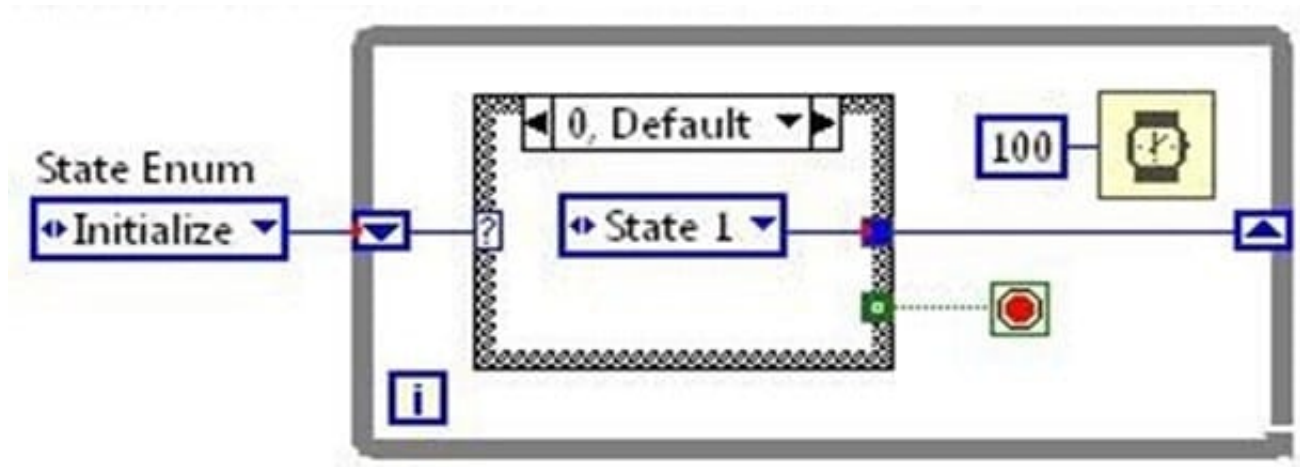 State Enum
Initialize
?
0, Default
State 1
100
i